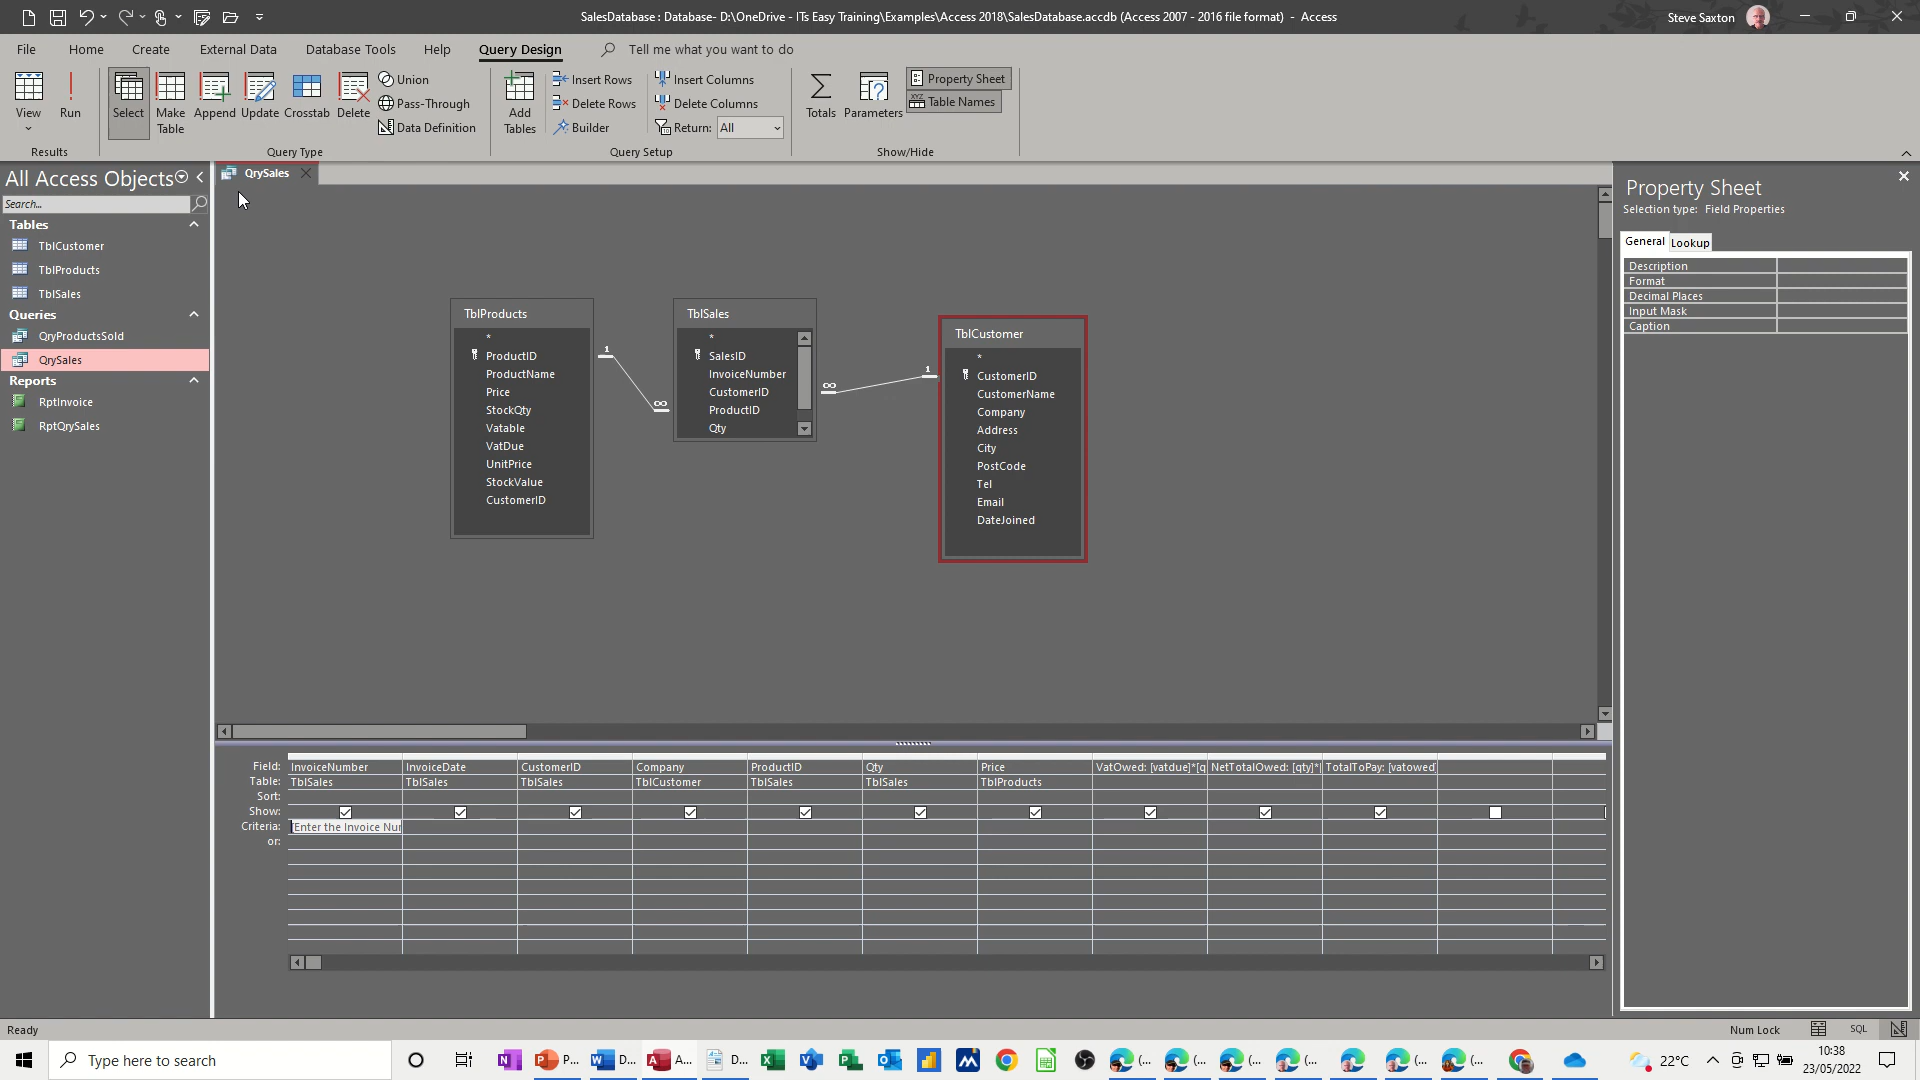 SalesDatabase : Database- D:\OneDrive - ITs Easy Training\Examples\Access 2018\SalesDatabase.accdb (Access 2007 - 2016 file format) - Access
Steve Saxton
File Home Create External Data Database Tools Help Query Design Tell me what you want to do
View
Run
Results
Select
Make Table
Append
Update
Crosstab
Delete
Union
Pass-Through
Data Definition
Query Type
Add Tables
Insert Rows
Delete Rows
Builder
Insert Columns
Delete Columns
Return: All
Query Setup
Totals
Parameters
Property Sheet
XYZ Table Names
Show/Hide
All Access Objects
Search...
Tables
TblCustomer
TblProducts
TblSales
Queries
QryProductsSold
QrySales
Reports
RptInvoice
RptQrySales
QrySales
TblProducts
*
ProductID
ProductName
Price
StockQty
Vatable
VatDue
UnitPrice
StockValue
CustomerID
1
∞
TblSales
*
SalesID
InvoiceNumber
CustomerID
ProductID
Qty
∞
1
TblCustomer
*
CustomerID
CustomerName
Company
Address
City
PostCode
Tel
Email
DateJoined
Field: InvoiceNumber InvoiceDate CustomerID Company ProductID Qty Price VatOwed: [vatdue]*[q NetTotalOwed: [qty]*[ TotalToPay: [vatowed]
Table: TblSales TblSales TblSales TblCustomer TblSales TblSales TblProducts
Sort:
Show:
Criteria: [Enter the Invoice Nur
or:
Property Sheet
Selection type: Field Properties
General Lookup
Description
Format
Decimal Places
Input Mask
Caption
Ready
Num Lock
SQL
Type here to search
P...
D...
A...
D...
(...
(...
(...
(...
(...
(...
22°C
10:38
23/05/2022